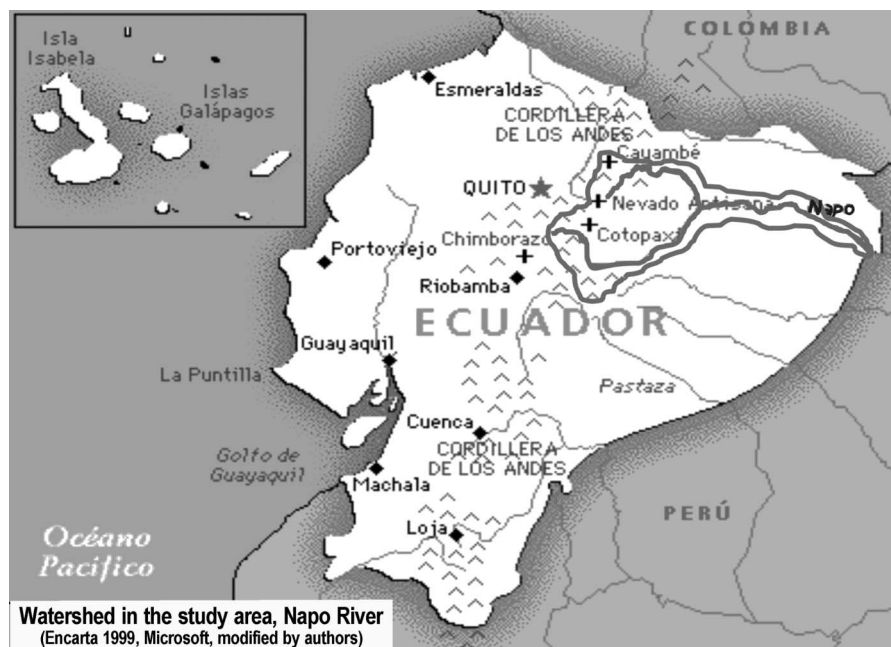 Isla
Isabela
Islas
Galápagos
COLOMBIA
Esmeraldas
CORDILLERA
DE LOS ANDES
Cayambé
QUITO
Nevado Antisana
Napo
Chimborazo
Cotopaxi
Portoviejo
Riobamba
ECUADOR
Guayaquil
La Puntilla
Pastaza
Cuenca
CORDILLERA
DE LOS ANDES
Golfo de
Guayaquil
Machala
PERÚ
Loja
Océano
Pacífico
Watershed in the study area, Napo River
(Encarta 1999, Microsoft, modified by authors)